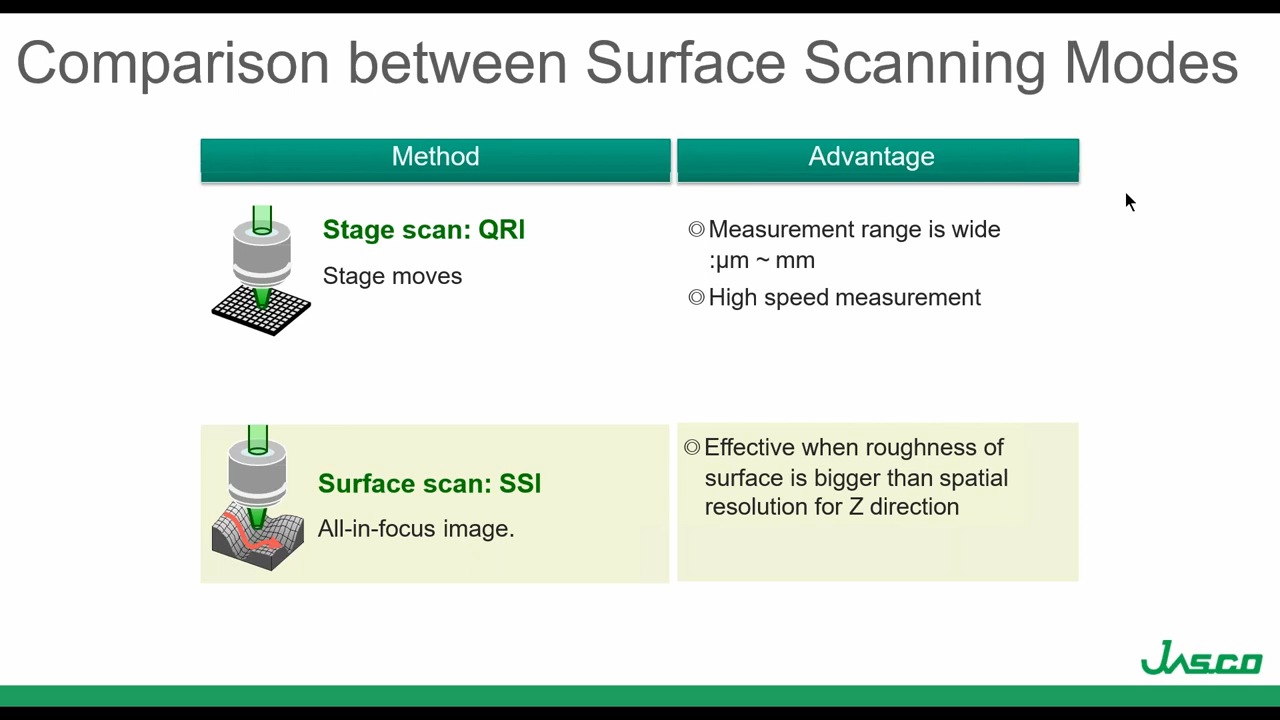 Comparison between Surface Scanning Modes
Method
Advantage
Stage scan: QRI
Stage moves
◎Measurement range is wide
:µm ~ mm
◎High speed measurement
Surface scan: SSI
All-in-focus image.
◎Effective when roughness of
surface is bigger than spatial
resolution for Z direction
Jasco